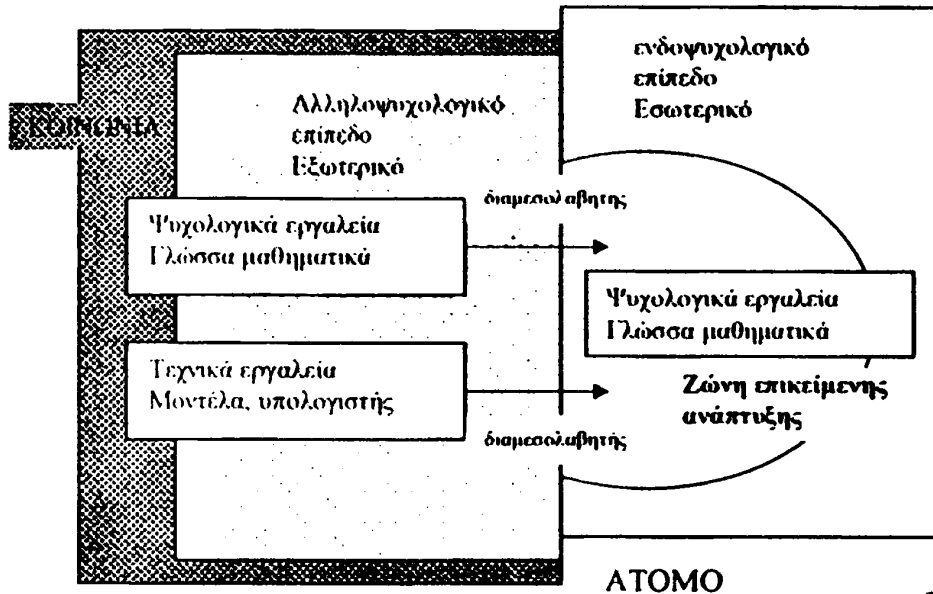 ΚΟΙΝΩΝΙΑ
Αλληλοψυχολογικό
επίπεδο
Εξωτερικό
ενδοψυχολογικό
επίπεδο
Εσωτερικό
διαμεσολαβητης
Ψυχολογικά εργαλεία
Γλώσσα μαθηματικά
Ψυχολογικά εργαλεία
Γλώσσα μαθηματικά
Τεχνικά εργαλεία
Μοντέλα, υπολογιστής
διαμεσολαβητής
Ζώνη επικείμενης
ανάπτυξης
ΑΤΟΜΟ